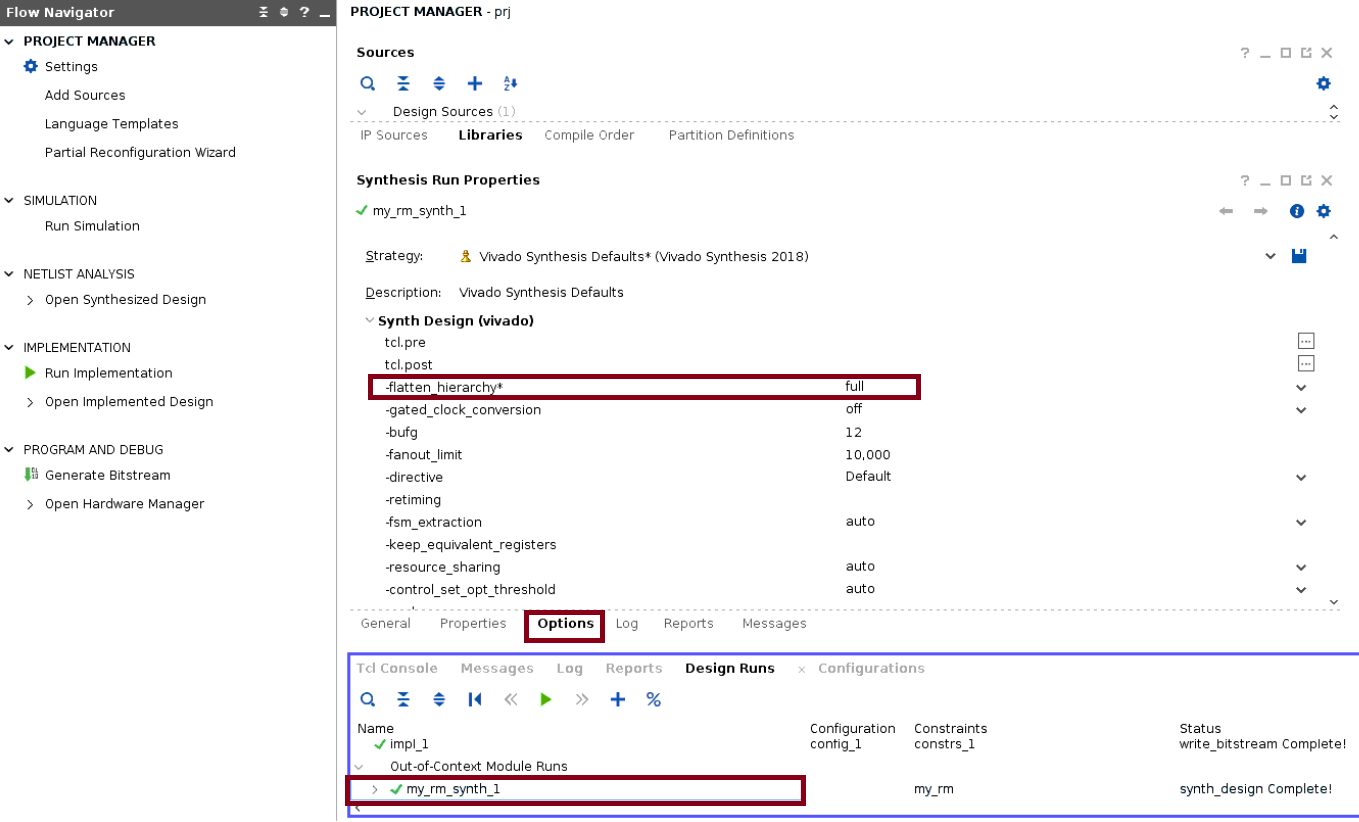 Flow Navigator
PROJECT MANAGER
Settings
Add Sources
Language Templates
Partial Reconfiguration Wizard
SIMULATION
Run Simulation
NETLIST ANALYSIS
Open Synthesized Design
IMPLEMENTATION
Run Implementation
Open Implemented Design
PROGRAM AND DEBUG
Generate Bitstream
Open Hardware Manager
PROJECT MANAGER - prj
Sources
Design Sources (1)
IP Sources Libraries Compile Order Partition Definitions
Synthesis Run Properties
my_rm_synth_1
Strategy: Vivado Synthesis Defaults* (Vivado Synthesis 2018)
Description: Vivado Synthesis Defaults
Synth Design (vivado)
tcl.pre
tcl.post
-flatten_hierarchy* full
-gated_clock_conversion off
-bufg 12
-fanout_limit 10,000
-directive Default
-retiming
-fsm_extraction auto
-keep_equivalent_registers
-resource_sharing auto
-control_set_opt_threshold auto
General Properties Options Log Reports Messages
Tcl Console Messages Log Reports Design Runs × Configurations
Name Configuration Constraints Status
impl_1 config_1 constrs_1 write_bitstream Complete!
Out-of-Context Module Runs
my_rm_synth_1 my_rm synth_design Complete!